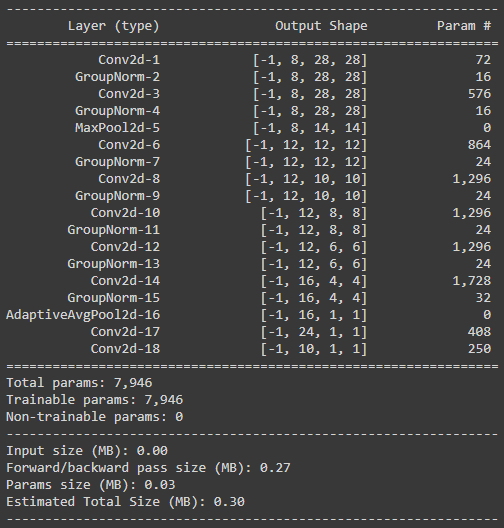 ----------------------------------------------------------------
Layer (type) Output Shape Param #
================================================================
Conv2d-1 [-1, 8, 28, 28] 72
GroupNorm-2 [-1, 8, 28, 28] 16
Conv2d-3 [-1, 8, 28, 28] 576
GroupNorm-4 [-1, 8, 28, 28] 16
MaxPool2d-5 [-1, 8, 14, 14] 0
Conv2d-6 [-1, 12, 12, 12] 864
GroupNorm-7 [-1, 12, 12, 12] 24
Conv2d-8 [-1, 12, 10, 10] 1,296
GroupNorm-9 [-1, 12, 10, 10] 24
Conv2d-10 [-1, 12, 8, 8] 1,296
GroupNorm-11 [-1, 12, 8, 8] 24
Conv2d-12 [-1, 12, 6, 6] 1,296
GroupNorm-13 [-1, 12, 6, 6] 24
Conv2d-14 [-1, 16, 4, 4] 1,728
GroupNorm-15 [-1, 16, 4, 4] 32
AdaptiveAvgPool2d-16 [-1, 16, 1, 1] 0
Conv2d-17 [-1, 24, 1, 1] 408
Conv2d-18 [-1, 10, 1, 1] 250
================================================================
Total params: 7,946
Trainable params: 7,946
Non-trainable params: 0
----------------------------------------------------------------
Input size (MB): 0.00
Forward/backward pass size (MB): 0.27
Params size (MB): 0.03
Estimated Total Size (MB): 0.30
----------------------------------------------------------------